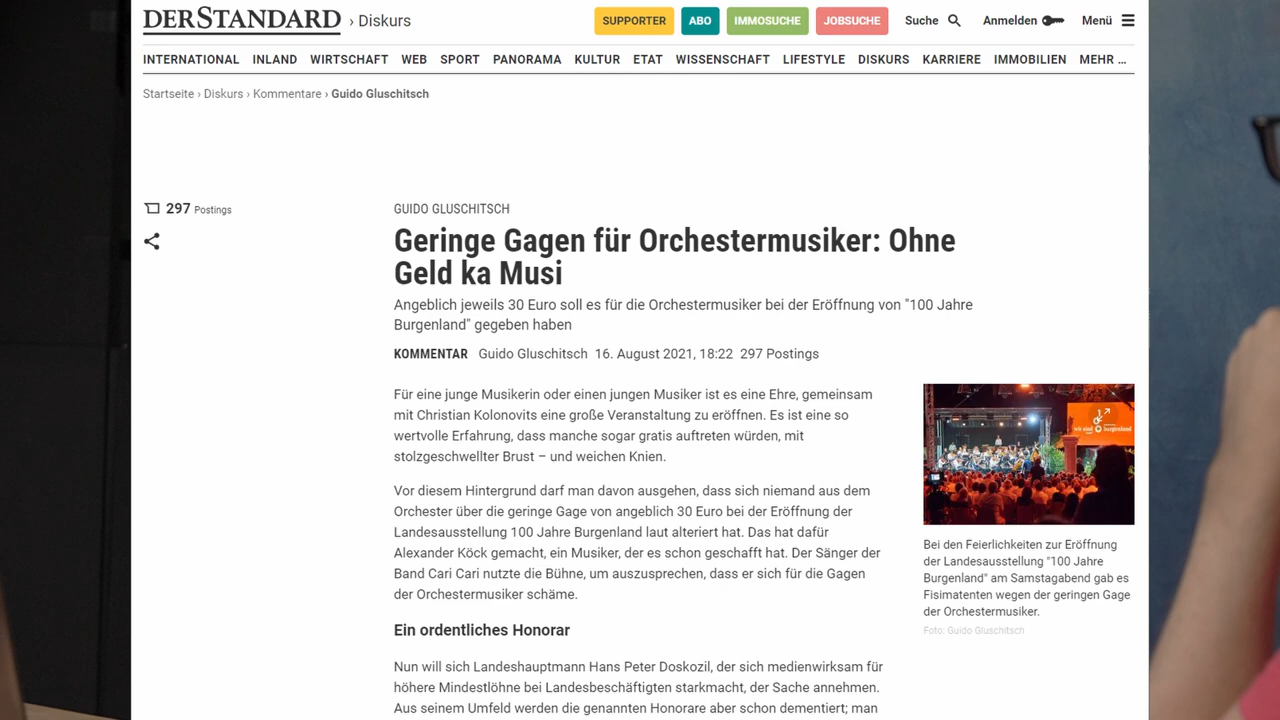 DERSTANDARD › Diskurs
SUPPORTER ABO IMMOSUCHE JOBSUCHE Suche Anmelden Menü
INTERNATIONAL INLAND WIRTSCHAFT WEB SPORT PANORAMA KULTUR ETAT WISSENSCHAFT LIFESTYLE DISKURS KARRIERE IMMOBILIEN MEHR ...
Startseite › Diskurs › Kommentare › Guido Gluschitsch
297 Postings
GUIDO GLUSCHITSCH
Geringe Gagen für Orchestermusiker: Ohne
Geld ka Musi
Angeblich jeweils 30 Euro soll es für die Orchestermusiker bei der Eröffnung von "100 Jahre
Burgenland" gegeben haben
KOMMENTAR Guido Gluschitsch 16. August 2021, 18:22 297 Postings
Für eine junge Musikerin oder einen jungen Musiker ist es eine Ehre, gemeinsam
mit Christian Kolonovits eine große Veranstaltung zu eröffnen. Es ist eine so
wertvolle Erfahrung, dass manche sogar gratis auftreten würden, mit
stolzgeschwellter Brust – und weichen Knien.
Vor diesem Hintergrund darf man davon ausgehen, dass sich niemand aus dem
Orchester über die geringe Gage von angeblich 30 Euro bei der Eröffnung der
Landesausstellung 100 Jahre Burgenland laut alteriert hat. Das hat dafür
Alexander Köck gemacht, ein Musiker, der es schon geschafft hat. Der Sänger der
Band Cari Cari nutzte die Bühne, um auszusprechen, dass er sich für die Gagen
der Orchestermusiker schäme.
Ein ordentliches Honorar
Nun will sich Landeshauptmann Hans Peter Doskozil, der sich medienwirksam für
höhere Mindestlöhne bei Landesbeschäftigten starkmacht, der Sache annehmen.
Aus seinem Umfeld werden die genannten Honorare aber schon dementiert; man
wir sind burgenland
Bei den Feierlichkeiten zur Eröffnung
der Landesausstellung "100 Jahre
Burgenland" am Samstagabend gab es
Fisimatenten wegen der geringen Gage
der Orchestermusiker.
Foto: Guido Gluschitsch